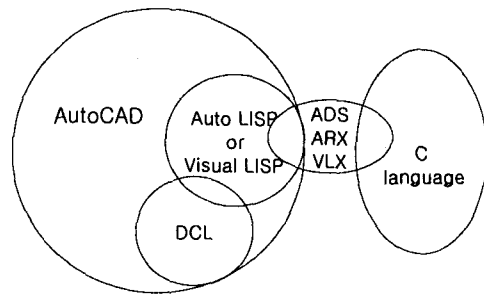 AutoCAD
Auto LISP
or
Visual LISP
ADS
ARX
VLX
C
language
DCL